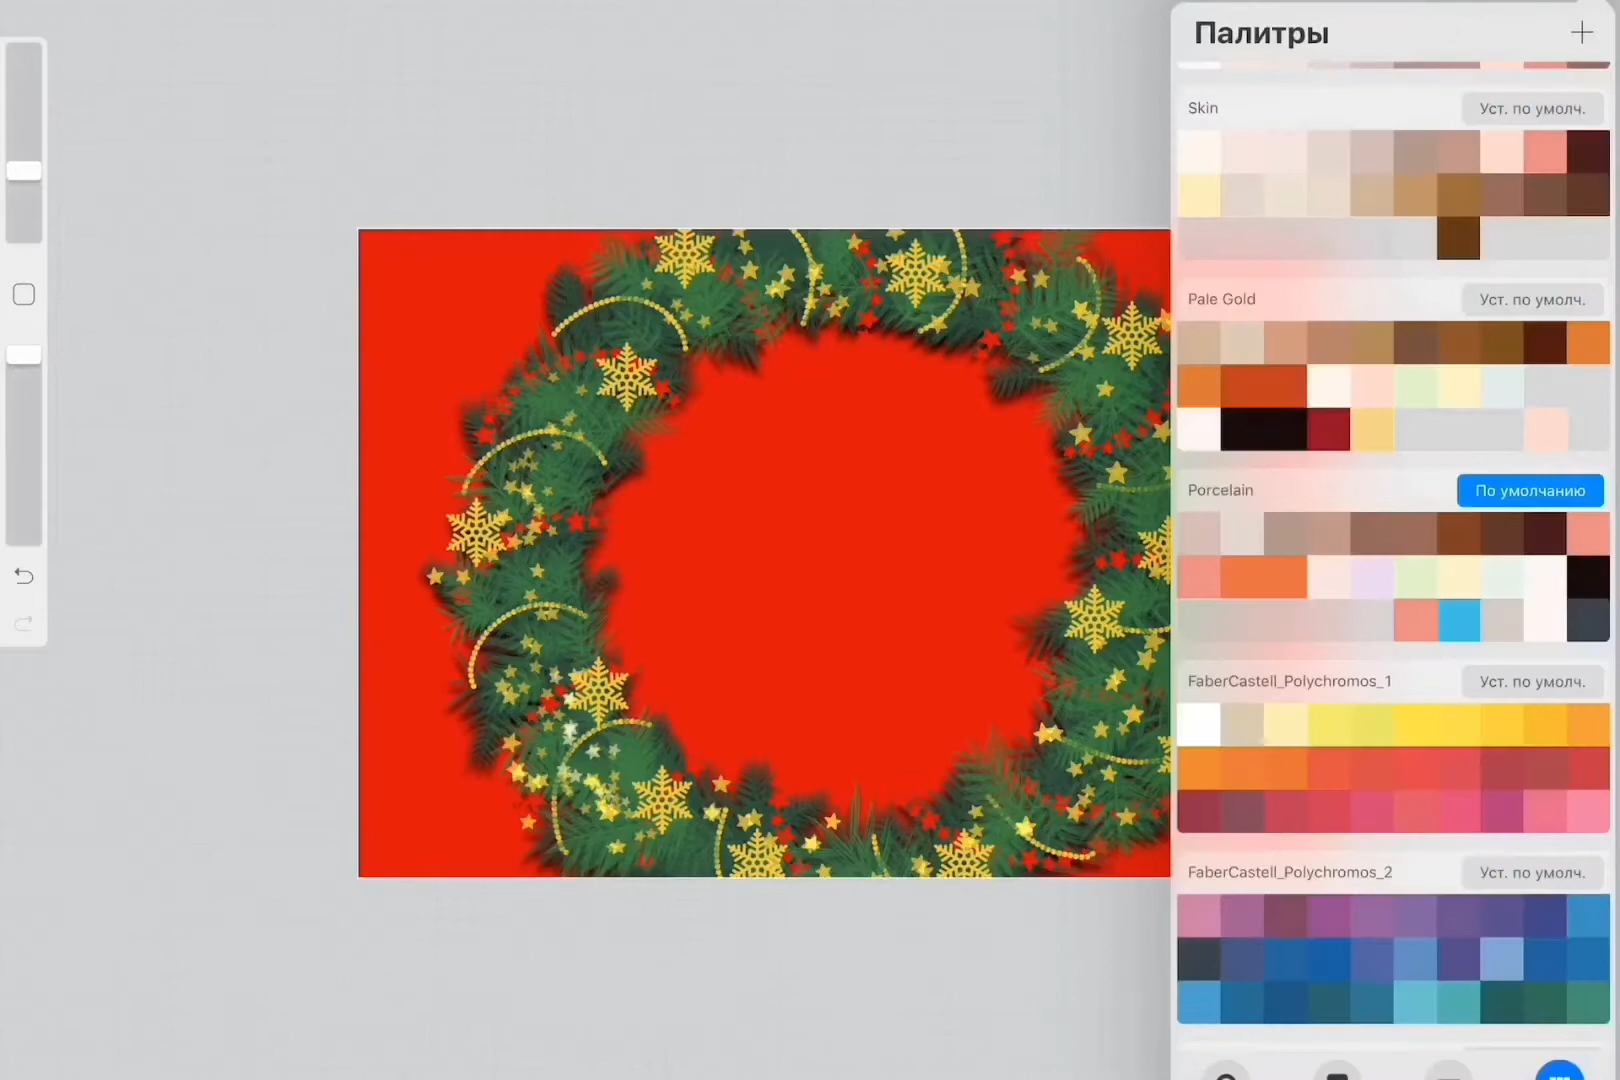 Палитры
Skin
Уст. по умолч.
Pale Gold
Уст. по умолч.
Porcelain
По умолчанию
FaberCastell_Polychromos_1
Уст. по умолч.
FaberCastell_Polychromos_2
Уст. по умолч.